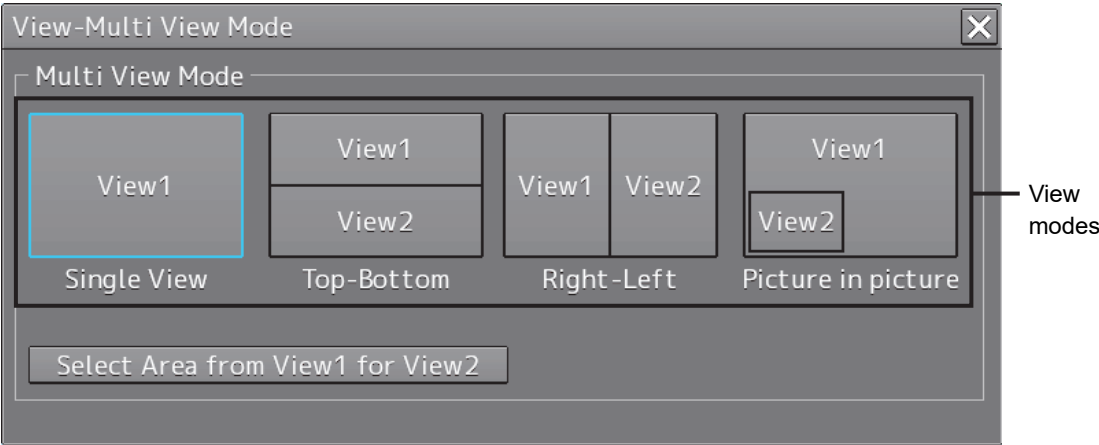 View-Multi View Mode
Multi View Mode
View1
Single View
View1
View2
Top-Bottom
View1 View2
Right-Left
View1
View2
Picture in picture
View
modes
Select Area from View1 for View2